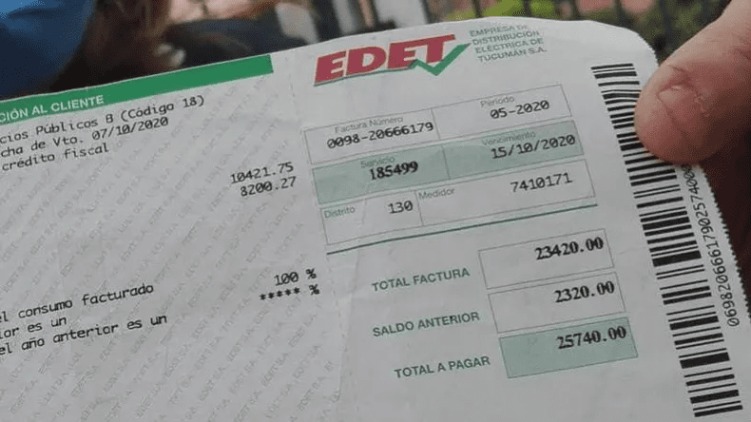 CIÓN AL CLIENTE
cios Públicos B (Código 18)
cha de Vto. 07/10/2020
crédito fiscal
10421.75
8200.27
100 %
***** %
el consumo facturado
ior es un
el año anterior es un
EDET
EMPRESA DE
DISTRIBUCIÓN
ELÉCTRICA DE
TUCUMÁN S.A.
Factura Número
0098-20666179
Período
05-2020
Servicio
185499
Vencimiento
15/10/2020
Distrito
130
Medidor
7410171
TOTAL FACTURA
23420.00
SALDO ANTERIOR
2320.00
TOTAL A PAGAR
25740.00